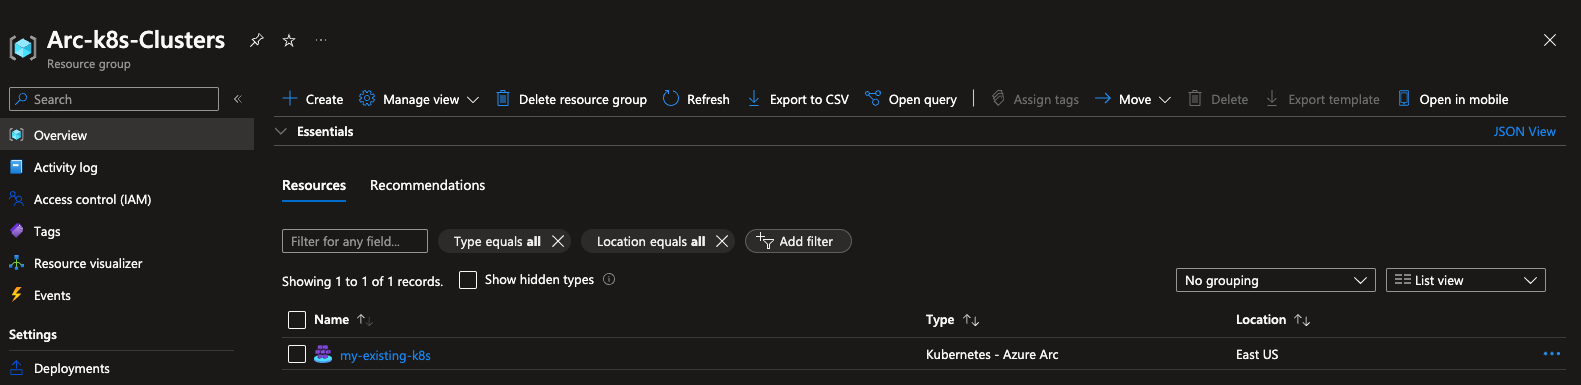 Arc-k8s-Clusters
Resource group
Search
Overview
Activity log
Access control (IAM)
Tags
Resource visualizer
Events
Settings
Deployments
Create Manage view Delete resource group Refresh Export to CSV Open query Assign tags Move Delete Export template Open in mobile
Essentials JSON View
Resources Recommendations
Filter for any field... Type equals all Location equals all Add filter
Showing 1 to 1 of 1 records. Show hidden types No grouping List view
Name Type Location
my-existing-k8s Kubernetes - Azure Arc East US